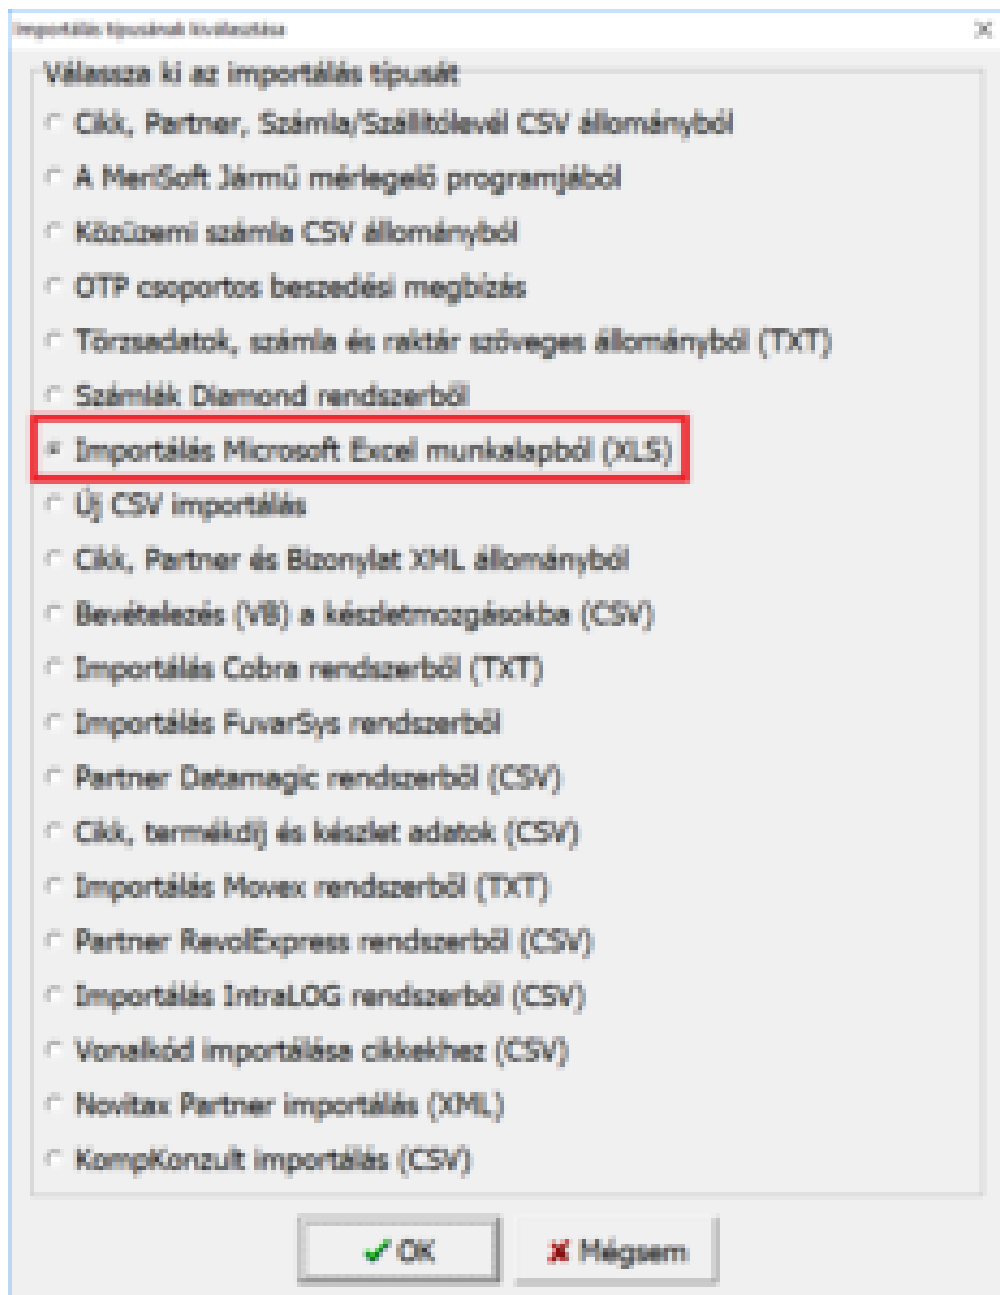 Importálás típusának kiválasztása
Válassza ki az importálás típusát
Cikk, Partner, Számla/Szállítólevél CSV állományból
A MeriSoft Jármű mérlegelő programjából
Közüzemi számla CSV állományból
OTP csoportos beszedési megbízás
Törzsadatok, számla és raktár szöveges állományból (TXT)
Számlák Diamond rendszerből
Importálás Microsoft Excel munkalapból (XLS)
Új CSV importálás
Cikk, Partner és Bizonylat XML állományból
Bevételezés (VB) a készletmozgásokba (CSV)
Importálás Cobra rendszerből (TXT)
Importálás FuvarSys rendszerből
Partner Datamagic rendszerből (CSV)
Cikk, termékdíj és készlet adatok (CSV)
Importálás Movex rendszerből (TXT)
Partner RevolExpress rendszerből (CSV)
Importálás IntraLOG rendszerből (CSV)
Vonalkód importálása cikkekhez (CSV)
Novitax Partner importálás (XML)
KompKonzult importálás (CSV)
OK
Mégsem